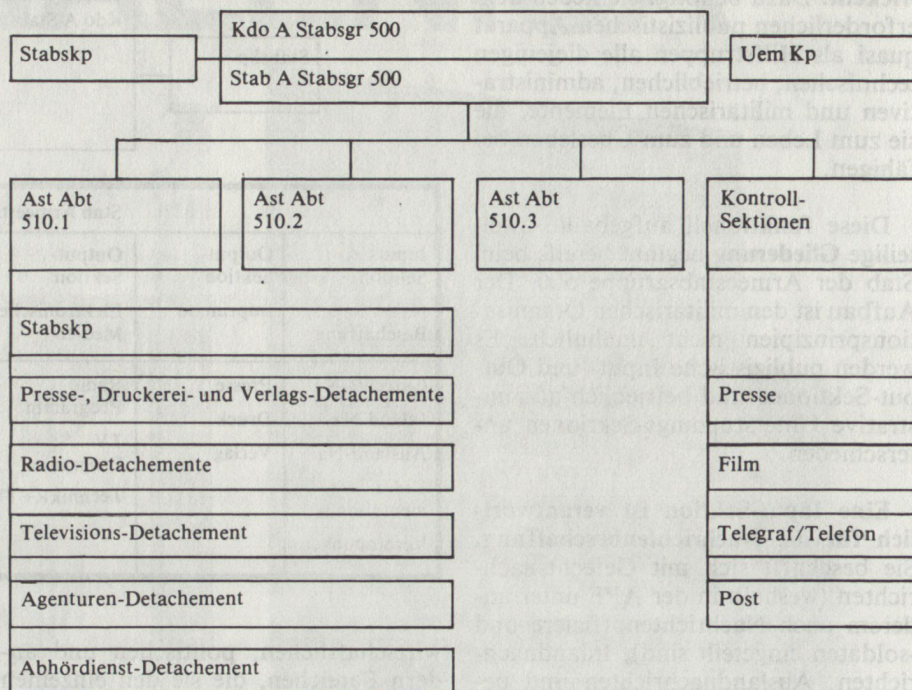 Stabskp
Kdo A Stabsgr 500
Stab A Stabsgr 500
Uem Kp
Ast Abt
510.1
Ast Abt
510.2
Ast Abt
510.3
Kontroll-
Sektionen
Stabskp
Presse-, Druckerei- und Verlags-Detachemente
Radio-Detachemente
Televisions-Detachement
Agenturen-Detachement
Abhördienst-Detachement
Presse
Film
Telegraf/Telefon
Post